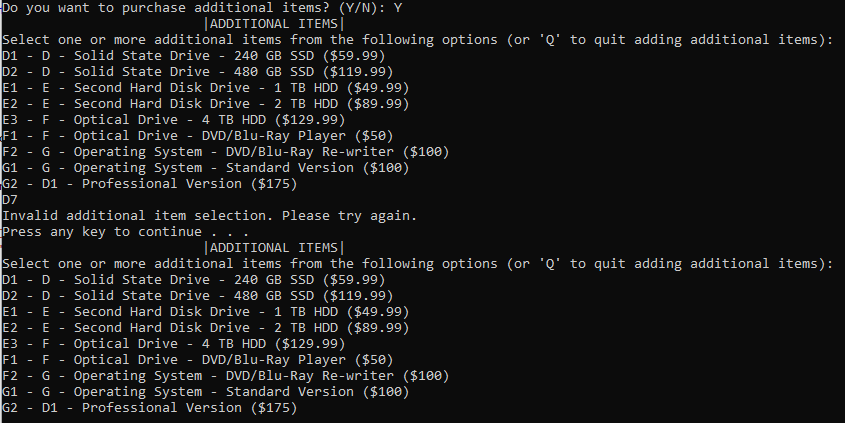 Do you want to purchase additional items? (Y/N): Y
|ADDITIONAL ITEMS|
Select one or more additional items from the following options (or 'Q' to quit adding additional items):
D1 - D - Solid State Drive - 240 GB SSD ($59.99)
D2 - D - Solid State Drive - 480 GB SSD ($119.99)
E1 - E - Second Hard Disk Drive - 1 TB HDD ($49.99)
E2 - E - Second Hard Disk Drive - 2 TB HDD ($89.99)
E3 - F - Optical Drive - 4 TB HDD ($129.99)
F1 - F - Optical Drive - DVD/Blu-Ray Player ($50)
F2 - G - Operating System - DVD/Blu-Ray Re-writer ($100)
G1 - G - Operating System - Standard Version ($100)
G2 - D1 - Professional Version ($175)
D7
Invalid additional item selection. Please try again.
Press any key to continue . . .
|ADDITIONAL ITEMS|
Select one or more additional items from the following options (or 'Q' to quit adding additional items):
D1 - D - Solid State Drive - 240 GB SSD ($59.99)
D2 - D - Solid State Drive - 480 GB SSD ($119.99)
E1 - E - Second Hard Disk Drive - 1 TB HDD ($49.99)
E2 - E - Second Hard Disk Drive - 2 TB HDD ($89.99)
E3 - F - Optical Drive - 4 TB HDD ($129.99)
F1 - F - Optical Drive - DVD/Blu-Ray Player ($50)
F2 - G - Operating System - DVD/Blu-Ray Re-writer ($100)
G1 - G - Operating System - Standard Version ($100)
G2 - D1 - Professional Version ($175)